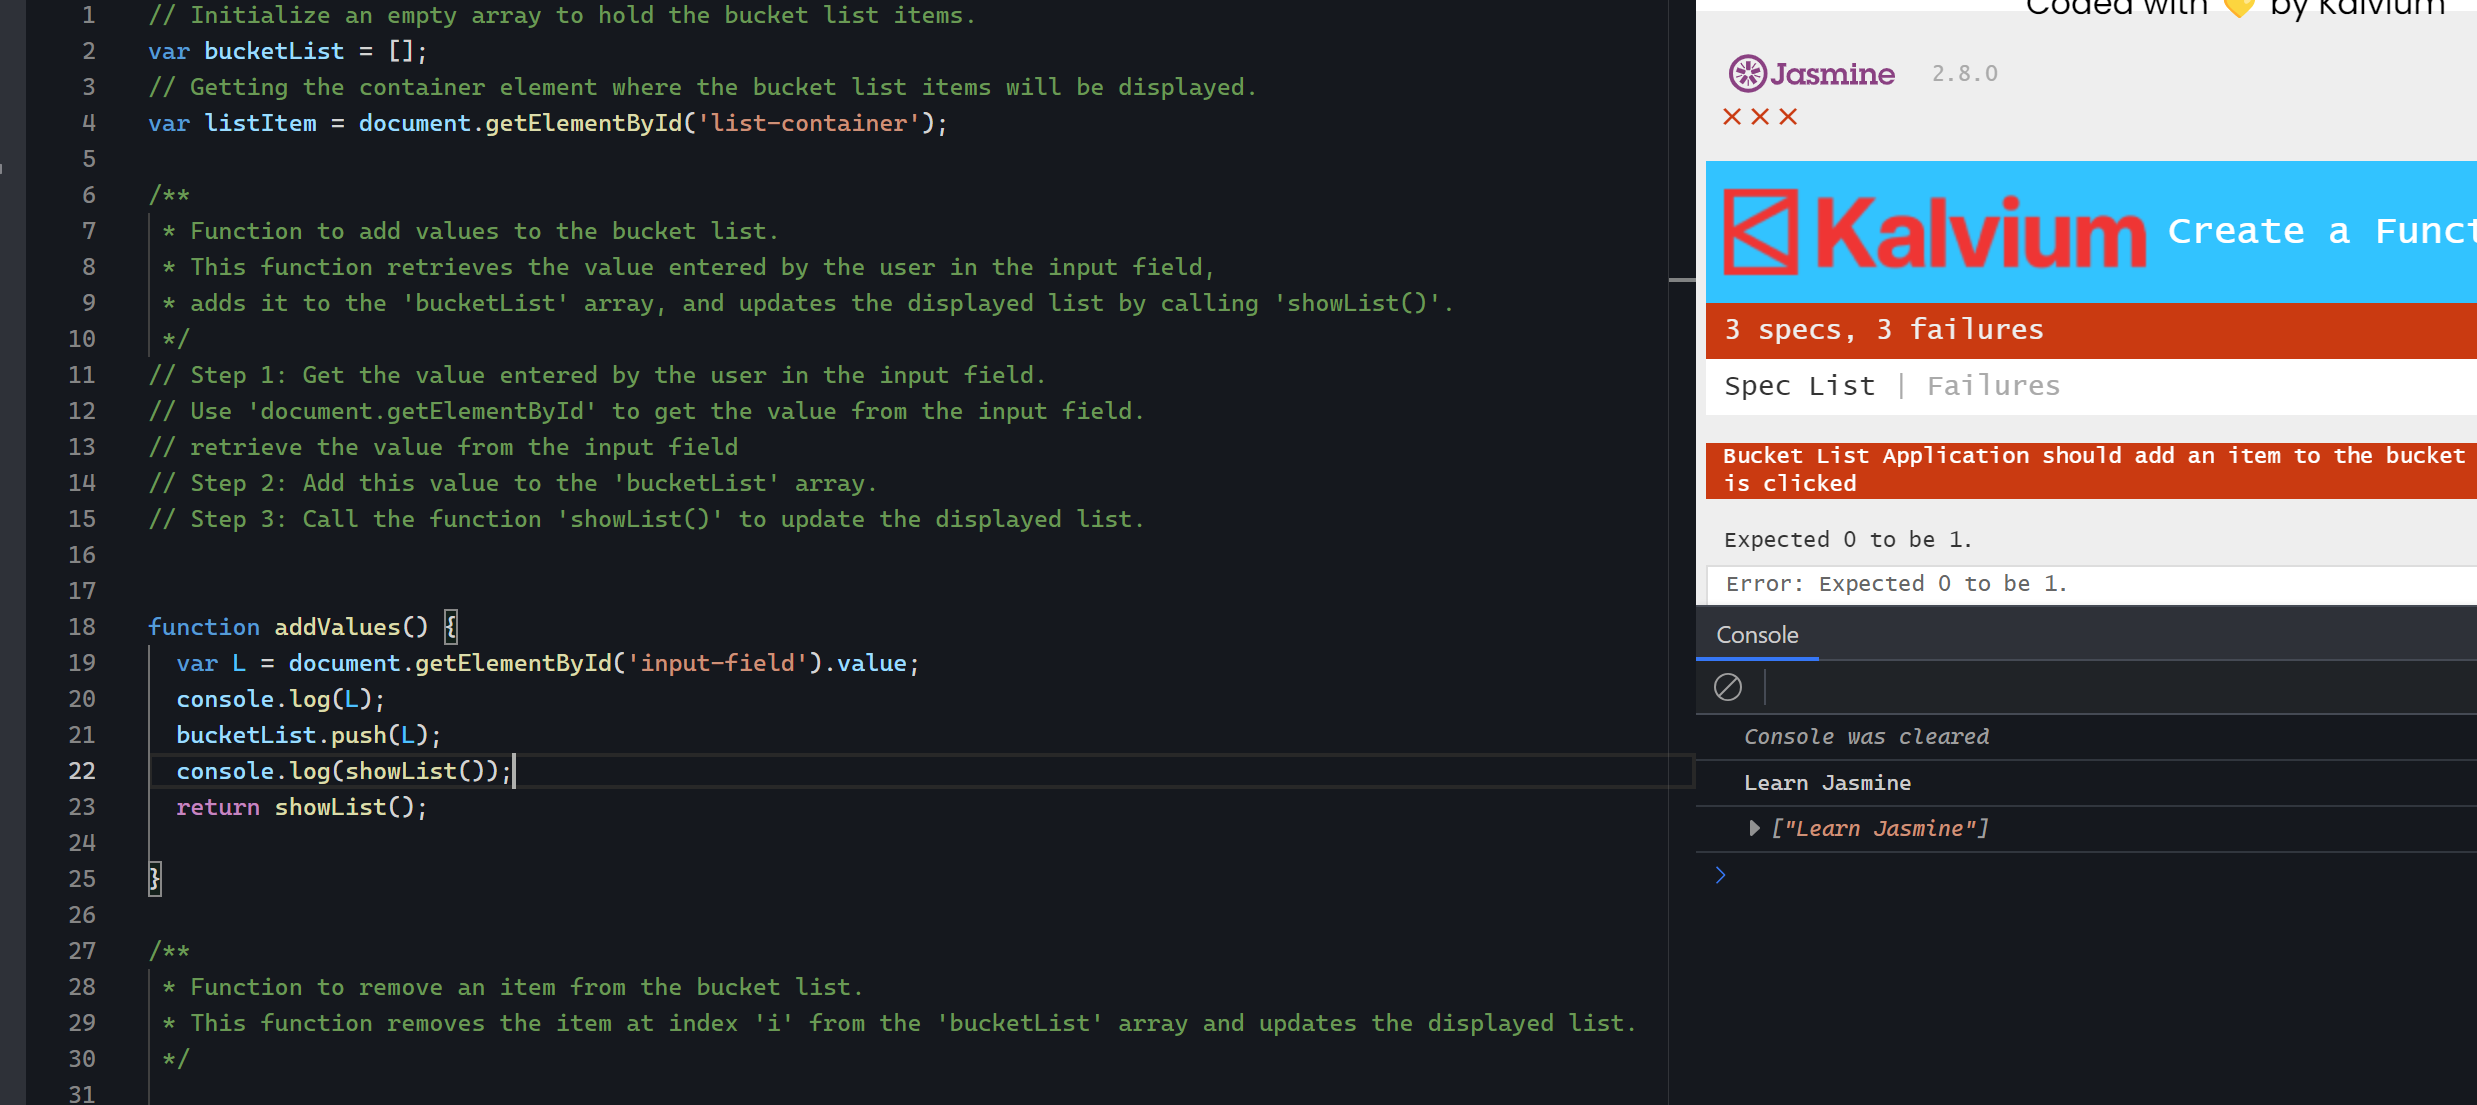 1 // Initialize an empty array to hold the bucket list items.
2 var bucketList = [];
3 // Getting the container element where the bucket list items will be displayed.
4 var listItem = document.getElementById('list-container');
5
6 /**
7 * Function to add values to the bucket list.
8 * This function retrieves the value entered by the user in the input field,
9 * adds it to the 'bucketList' array, and updates the displayed list by calling 'showList()'.
10 */
11 // Step 1: Get the value entered by the user in the input field.
12 // Use 'document.getElementById' to get the value from the input field.
13 // retrieve the value from the input field
14 // Step 2: Add this value to the 'bucketList' array.
15 // Step 3: Call the function 'showList()' to update the displayed list.
16
17
18 function addValues() {
19 var L = document.getElementById('input-field').value;
20 console.log(L);
21 bucketList.push(L);
22 console.log(showList());
23 return showList();
24
25 }
26
27 /**
28 * Function to remove an item from the bucket list.
29 * This function removes the item at index 'i' from the 'bucketList' array and updates the displayed list.
30 */
31
Coded with 💛 by Kalvium
Jasmine 2.8.0
×××
Kalvium Create a Funct
3 specs, 3 failures
Spec List | Failures
Bucket List Application should add an item to the bucket
is clicked
Expected 0 to be 1.
Error: Expected 0 to be 1.
Console
Console was cleared
Learn Jasmine
["Learn Jasmine"]